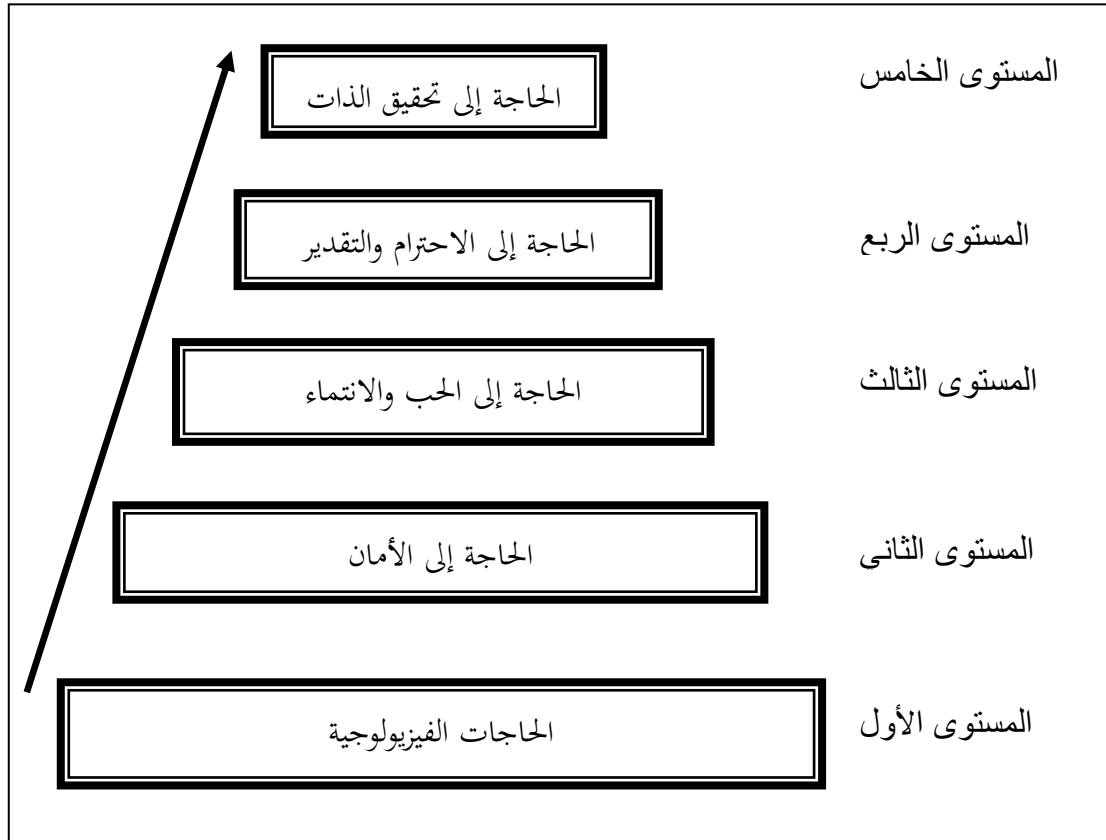 المستوى الخامس
الحاجة إلى تحقيق الذات
المستوى الربع
الحاجة إلى الاحترام والتقدير
المستوى الثالث
الحاجة إلى الحب والانتماء
المستوى الثاني
الحاجة إلى الأمان
المستوى الأول
الحاجات الفيزيولوجية